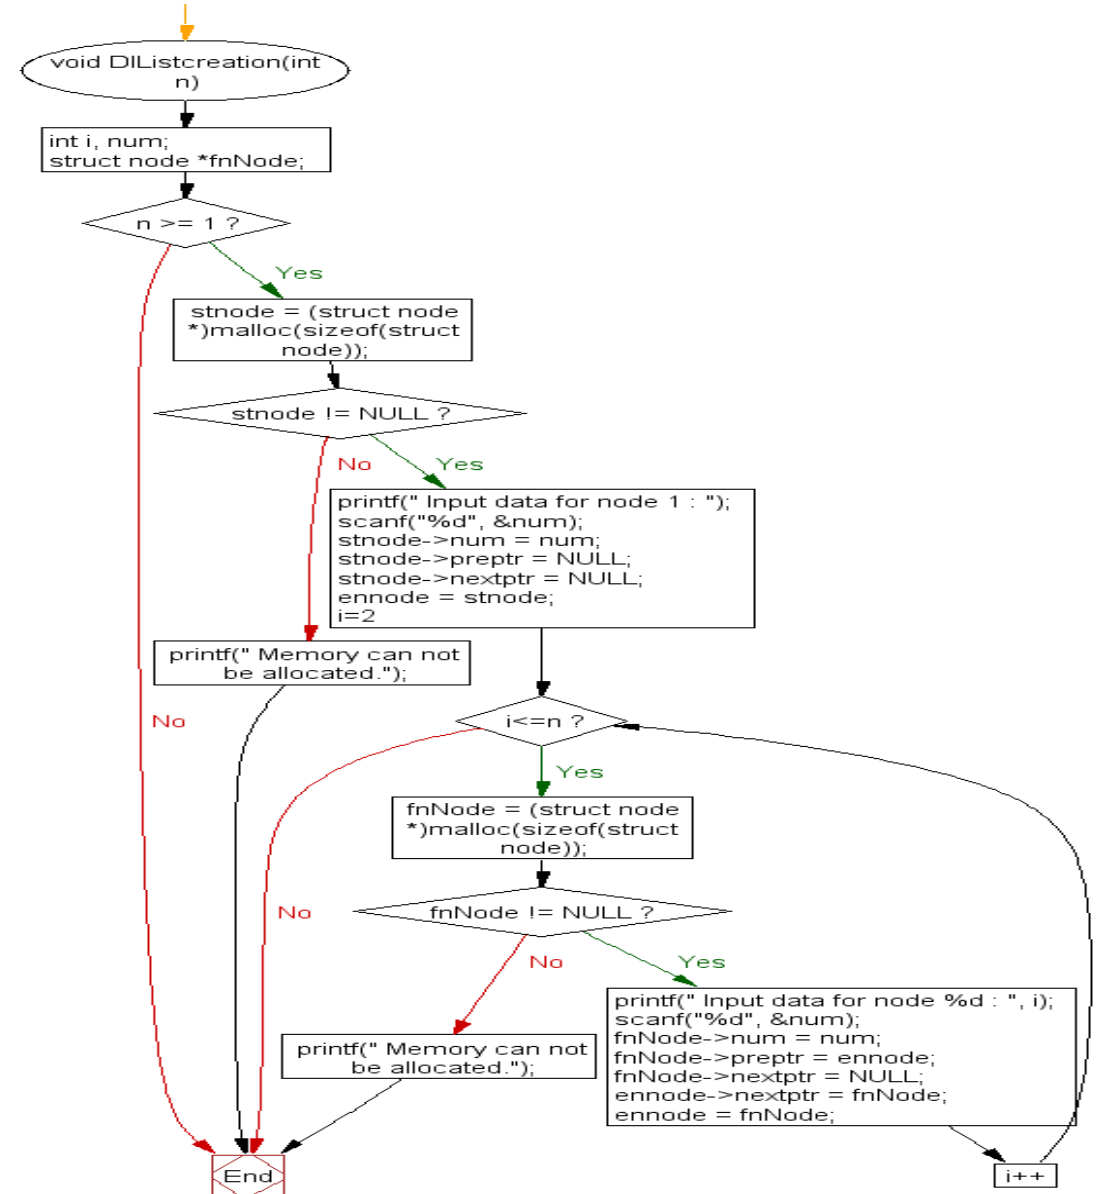 void DlListcreation(int
n)
int i, num;
struct node *fnNode;
n >= 1 ?
Yes
stnode = (struct node
*)malloc(sizeof(struct
node));
stnode != NULL ?
No
Yes
printf(" Input data for node 1 : ");
scanf("%d", &num);
stnode->num = num;
stnode->preptr = NULL;
stnode->nextptr = NULL;
ennode = stnode;
i=2
printf(" Memory can not
be allocated.");
No
i<=n ?
Yes
fnNode = (struct node
*)malloc(sizeof(struct
node));
No
fnNode != NULL ?
No
Yes
printf(" Input data for node %d : ", i);
scanf("%d", &num);
fnNode->num = num;
fnNode->preptr = ennode;
fnNode->nextptr = NULL;
ennode->nextptr = fnNode;
ennode = fnNode;
printf(" Memory can not
be allocated.");
End
i++